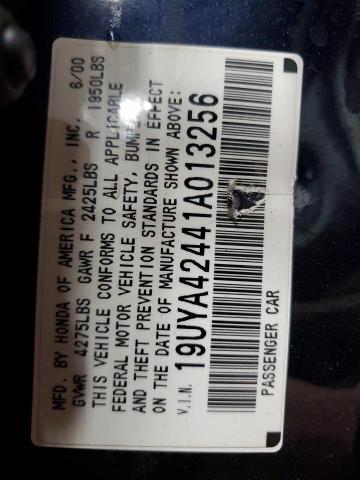 MFD. BY HONDA OF AMERICA MFG., INC. 6/00
GVWR 4275LBS GAWR F 2425LBS R 1950LBS
THIS VEHICLE CONFORMS TO ALL APPLICABLE
FEDERAL MOTOR VEHICLE SAFETY, BUMPER
AND THEFT PREVENTION STANDARDS IN EFFECT
ON THE DATE OF MANUFACTURE SHOWN ABOVE:
V.I.N. 19UYA42441A013256
PASSENGER CAR